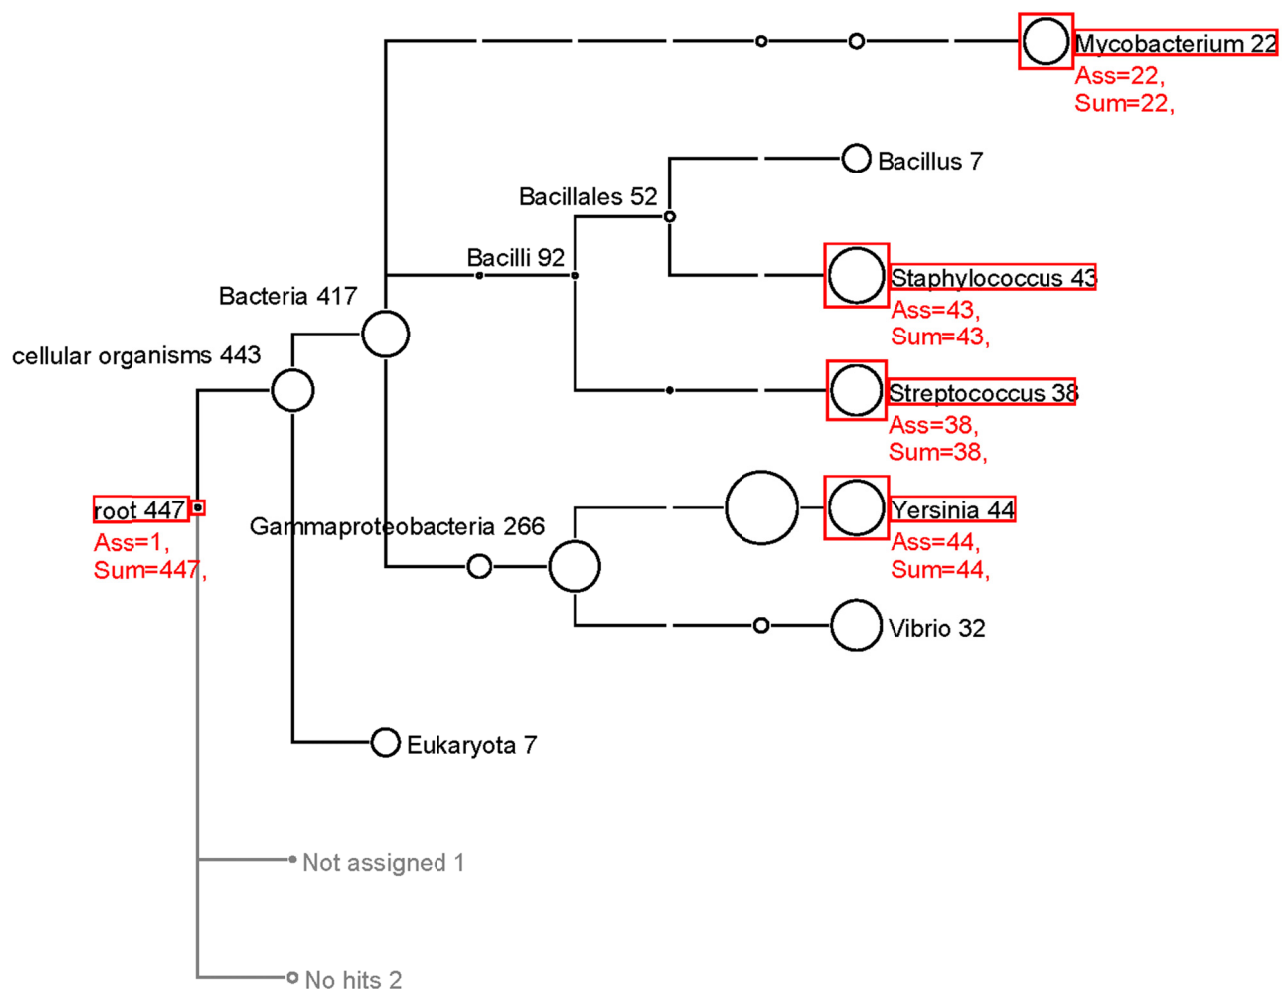 Mycobacterium 22
Ass=22,
Sum=22,
Bacillus 7
Bacillales 52
Bacilli 92
Staphylococcus 43
Ass=43,
Sum=43,
Bacteria 417
cellular organisms 443
Streptococcus 38
Ass=38,
Sum=38,
root 447
Ass=1,
Sum=447,
Gammaproteobacteria 266
Yersinia 44
Ass=44,
Sum=44,
Vibrio 32
Eukaryota 7
Not assigned 1
No hits 2